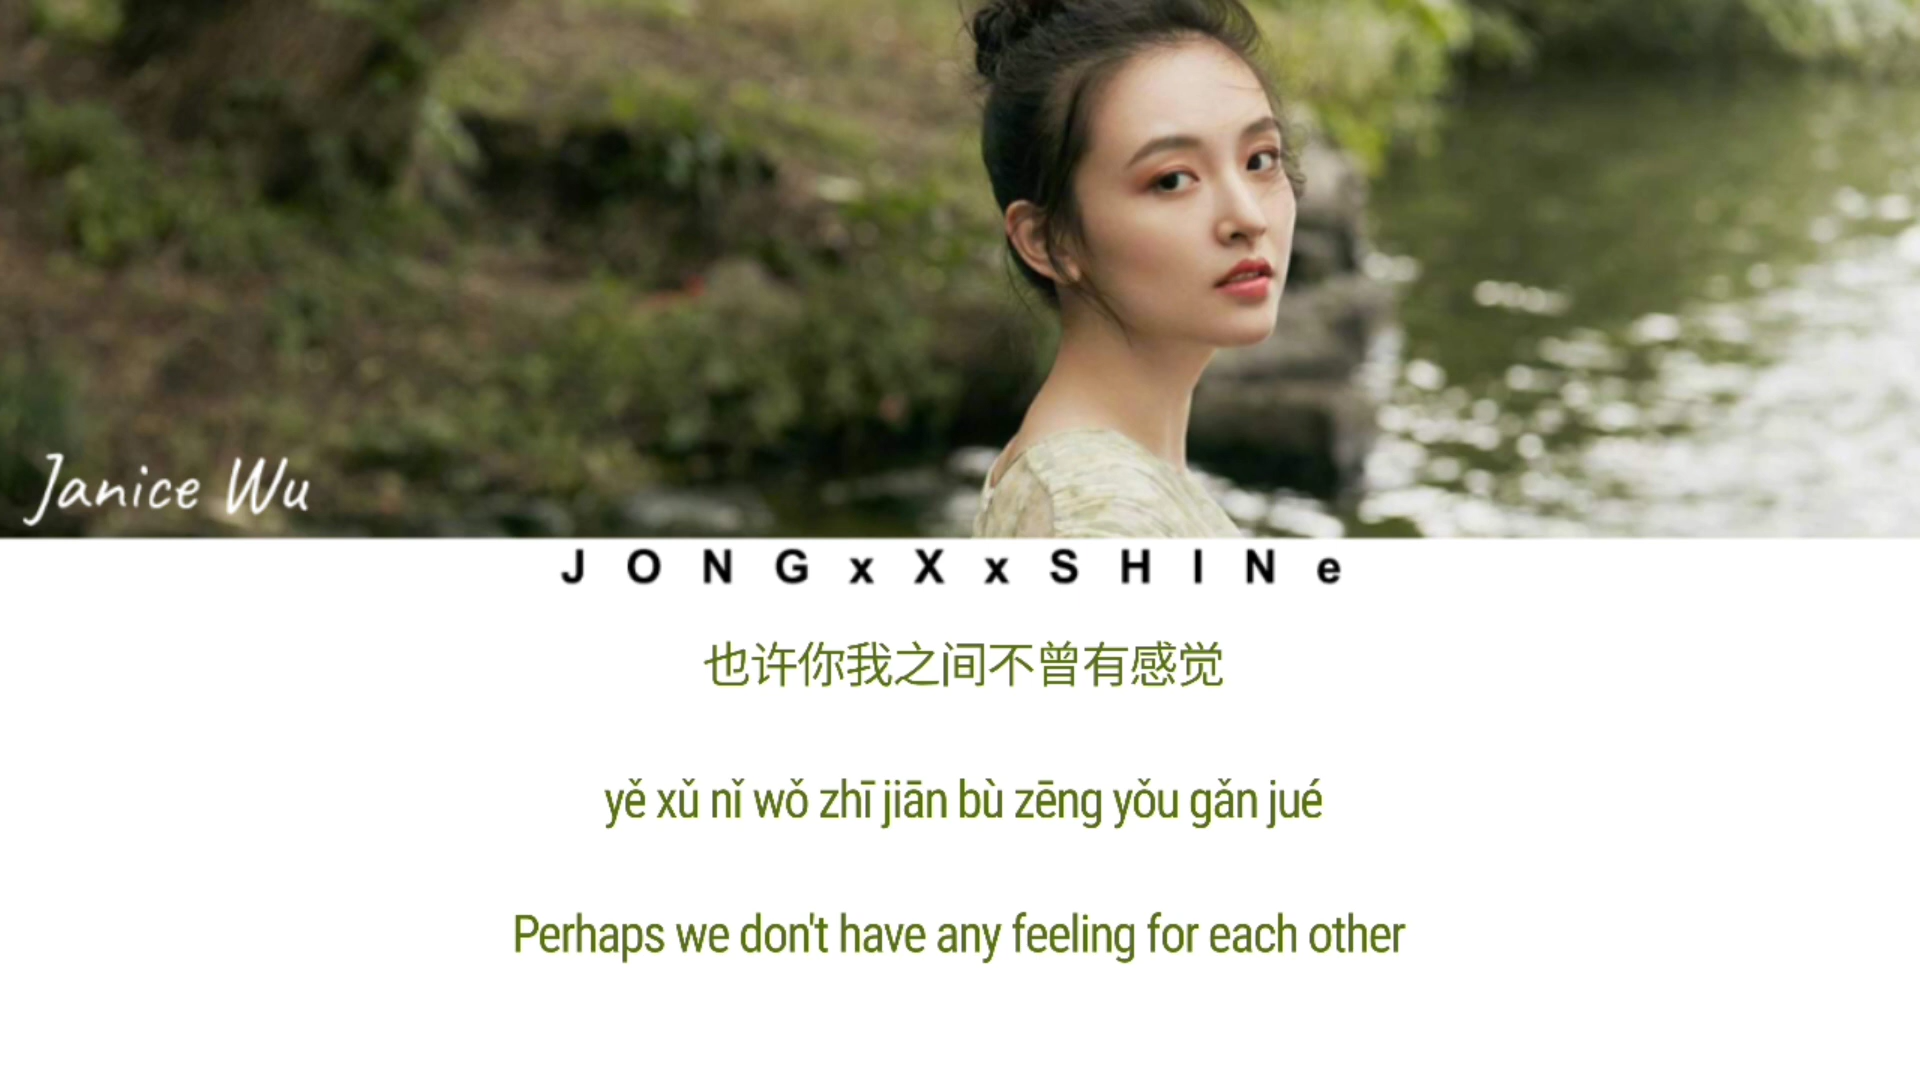 Janice Wu
J O N G x X x S H I N e
也许你我之间不曾有感觉
yě xǔ nǐ wǒ zhī jiān bù zēng yǒu gǎn jué
Perhaps we don't have any feeling for each other